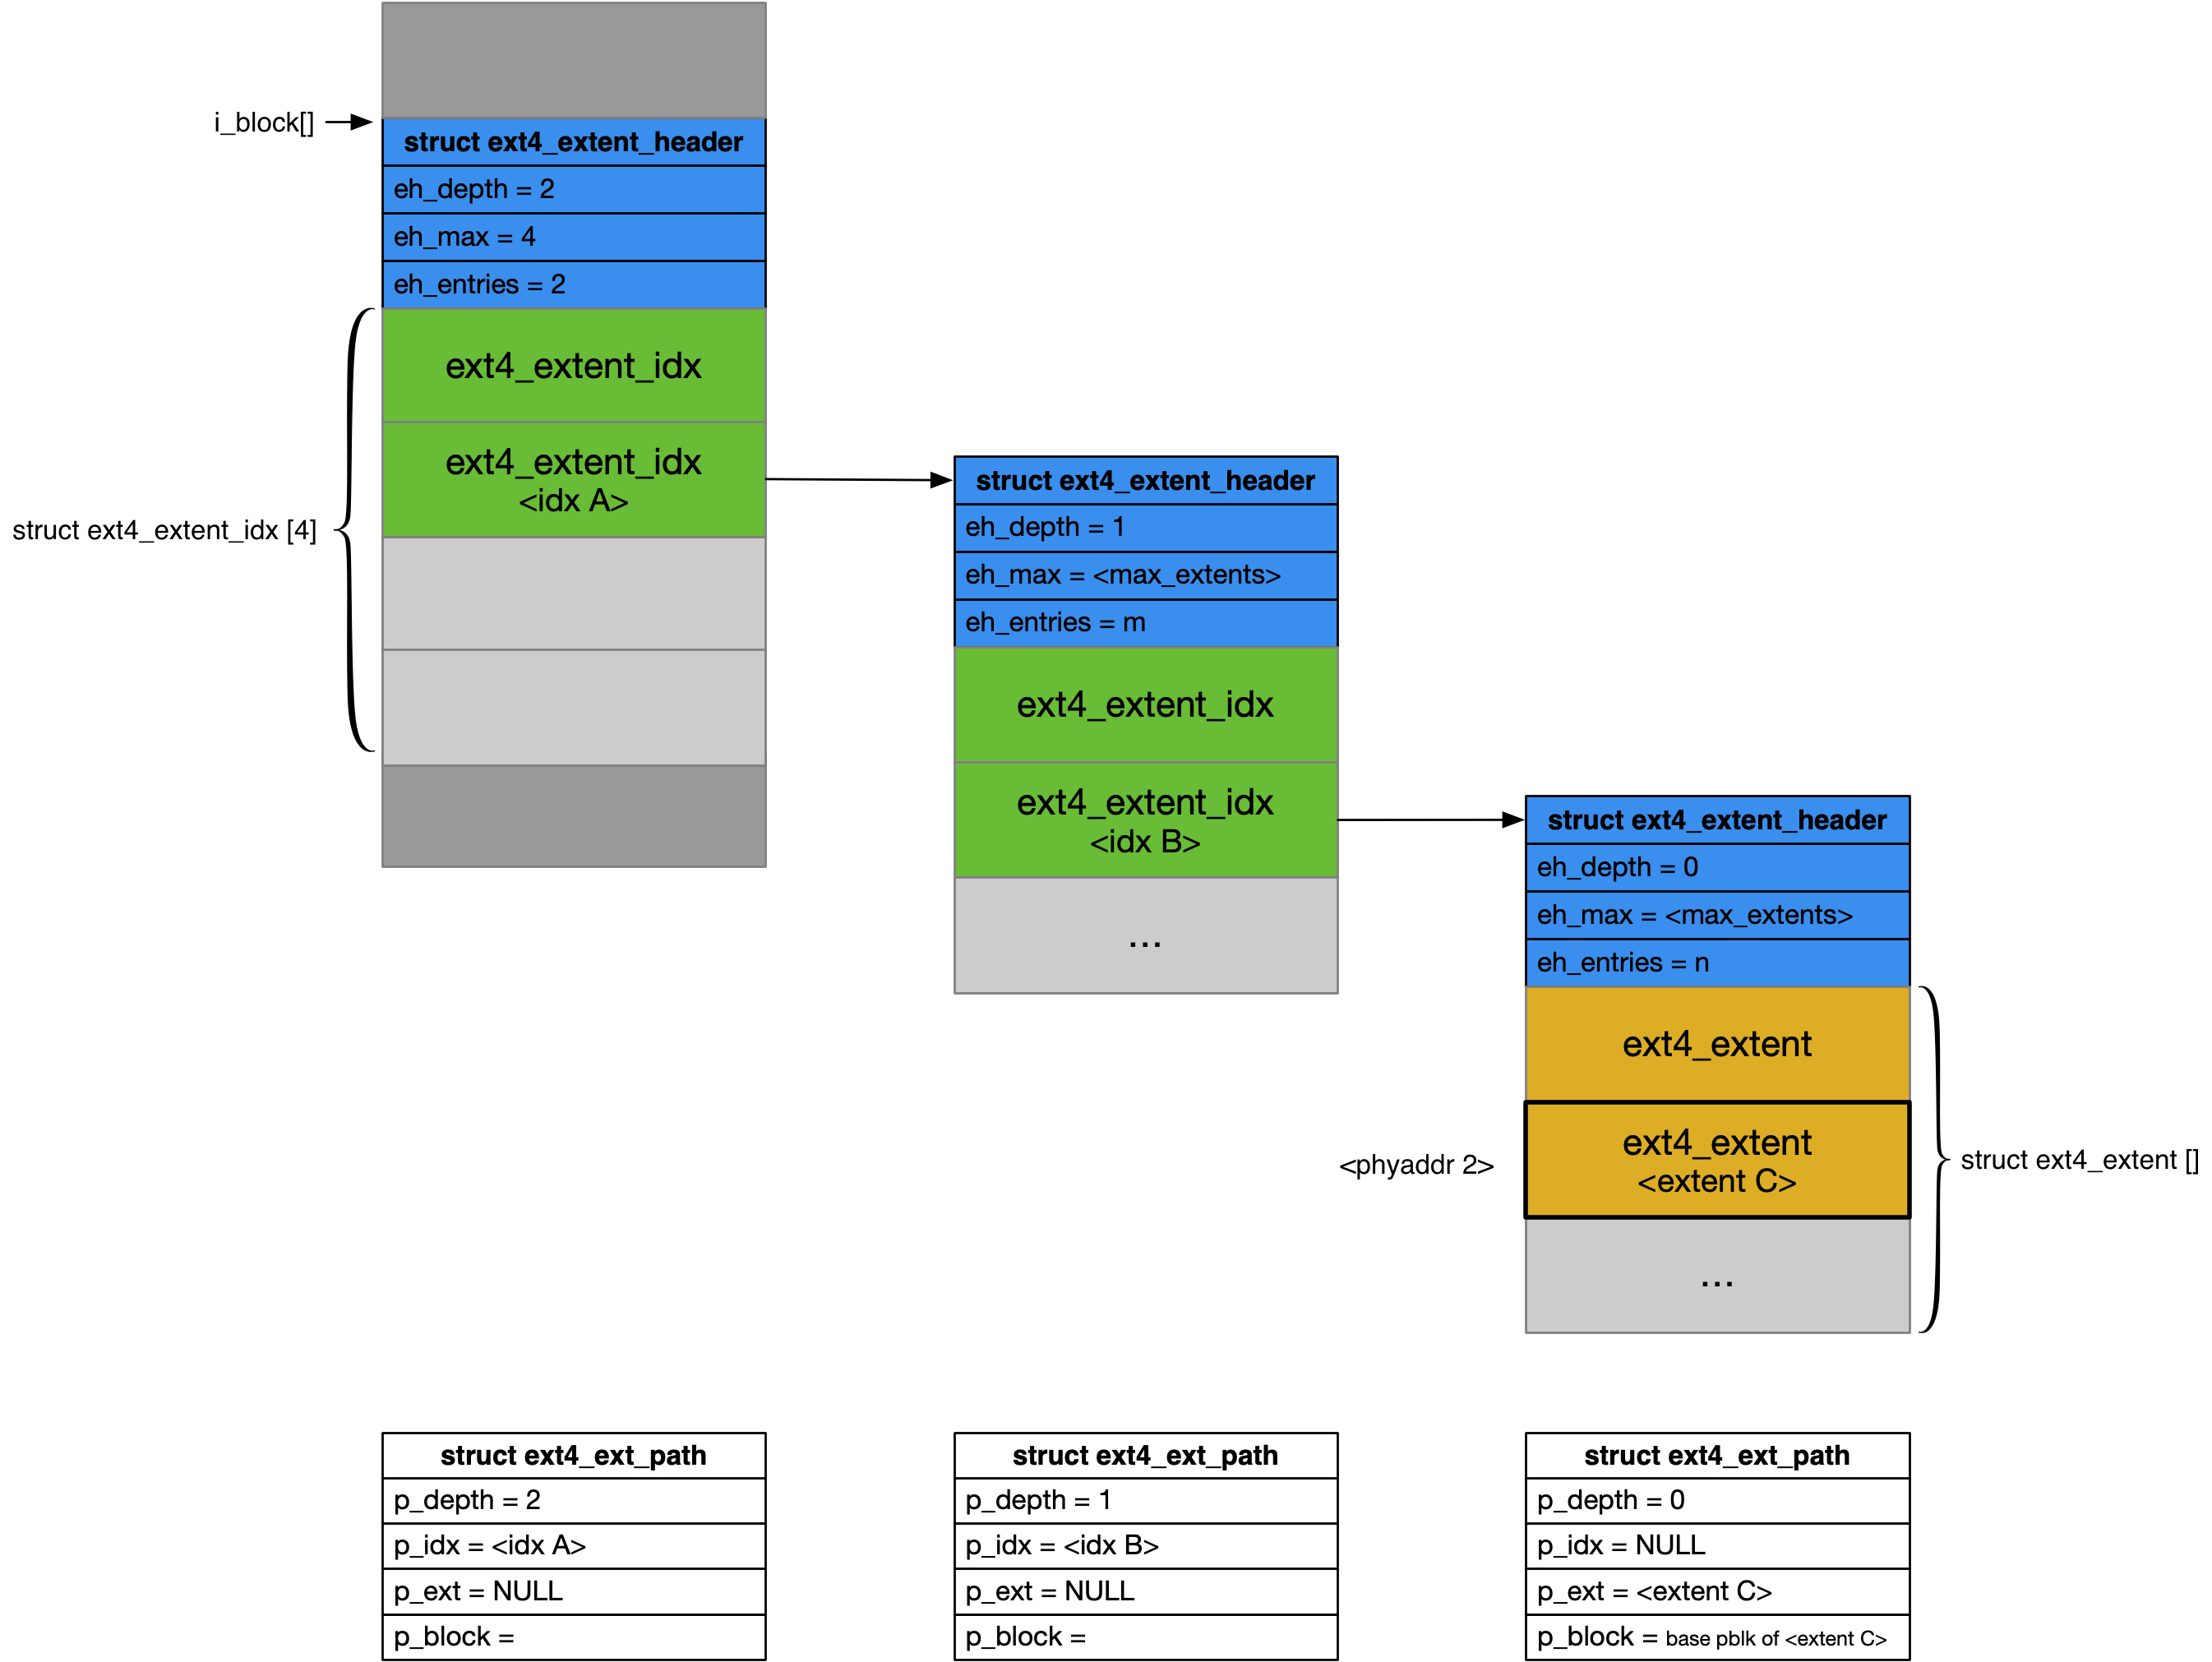 i_block[]
struct ext4_extent_header
eh_depth = 2
eh_max = 4
eh_entries = 2
ext4_extent_idx
ext4_extent_idx
<idx A>
struct ext4_extent_idx [4]
struct ext4_extent_header
eh_depth = 1
eh_max = <max_extents>
eh_entries = m
ext4_extent_idx
ext4_extent_idx
<idx B>
...
struct ext4_extent_header
eh_depth = 0
eh_max = <max_extents>
eh_entries = n
ext4_extent
ext4_extent
<extent C>
<phyaddr 2>
struct ext4_extent []
...
struct ext4_ext_path
p_depth = 2
p_idx = <idx A>
p_ext = NULL
p_block =
struct ext4_ext_path
p_depth = 1
p_idx = <idx B>
p_ext = NULL
p_block =
struct ext4_ext_path
p_depth = 0
p_idx = NULL
p_ext = <extent C>
p_block = base pblk of <extent C>